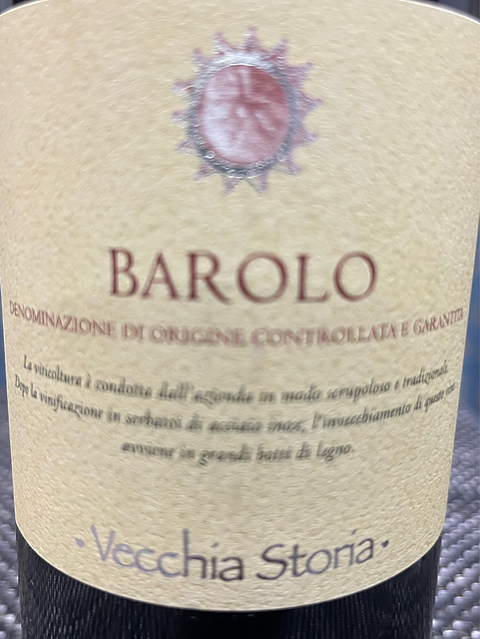 BAROLO
DENOMINAZIONE DI ORIGINE CONTROLLATA E GARANTITA
La viticoltura è condotta dall'azienda in modo scrupoloso e tradizionale.
Dopo la vinificazione in serbatoi di acciaio inox, l'invecchiamento di questo vino
avviene in grandi botti di legno.
·Vecchia Storia·